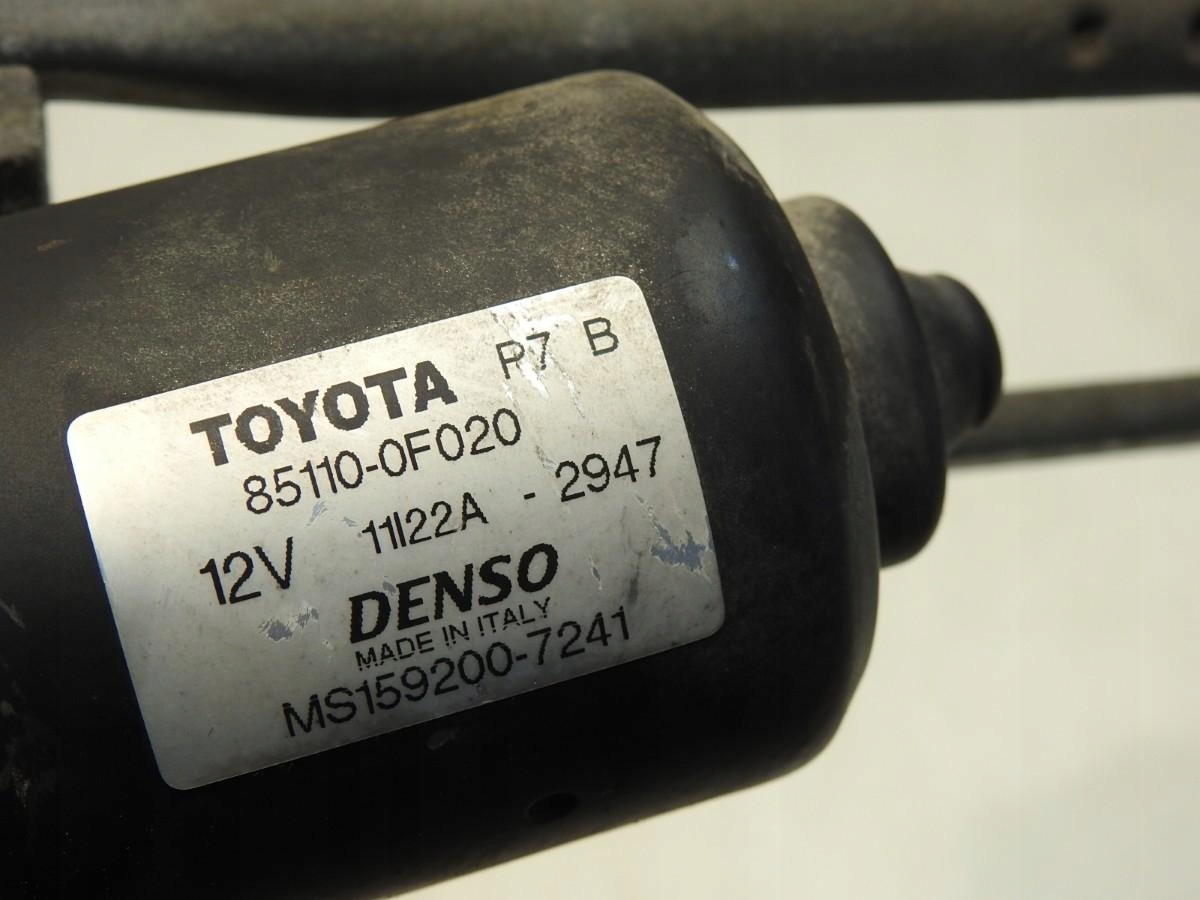 TOYOTA P7 B
85110-0F020
12V 11I22A - 2947
DENSO
MADE IN ITALY
MS159200-7241